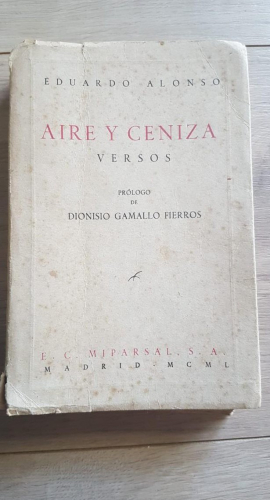 EDUARDO ALONSO
AIRE Y CENIZA
VERSOS
PRÓLOGO
DE
DIONISIO GAMALLO FIERROS
E. C. MIPARSAL, S. A.
MADRID - MCML